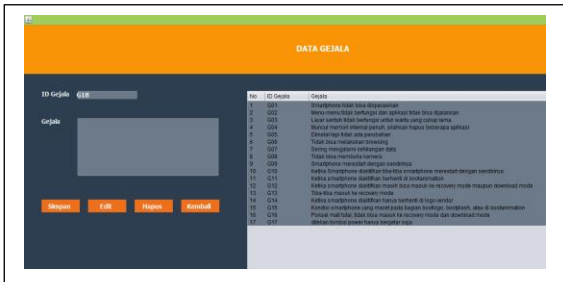 DATA GEJALA
ID Gejala G18
Gejala
Simpan Edit Hapus Kembali
No ID Gejala Gejala
1 G01 Smartphone tidak bisa dioperasikan
2 G02 Menu-menu tidak berfungsi dan aplikasi tidak bisa dijalankan
3 G03 Layar sentuh tidak berfungsi untuk waktu yang cukup lama
4 G04 Muncul memori internal penuh, silahkan hapus beberapa aplikasi
5 G05 Diinstal tapi tidak ada perubahan
6 G06 Tidak bisa melakukan browsing
7 G07 Sering mengalami kehilangan data
8 G08 Tidak bisa membuka kamera
9 G09 Smartphone merestart dengan sendirinya
10 G10 Ketika Smartphone diaktifkan tiba-tiba smartphone merestart dengan sendirinya
11 G11 Ketika smartphone diaktifkan berhenti di bootanimation
12 G12 Ketika smartphone diaktifkan masih bisa masuk ke recovery mode maupun download mode
13 G13 Tiba-tiba masuk ke recovery mode
14 G14 Ketika smartphone diaktifkan hanya berhenti di logo vendor
15 G15 Kondisi smartphone yang macet pada bagian bootlogo, bootsplash, atau di bootanimation
16 G16 Ponsel mati total, tidak bisa masuk ke recovery mode dan download mode
17 G17 ditekan tombol power hanya bergetar saja